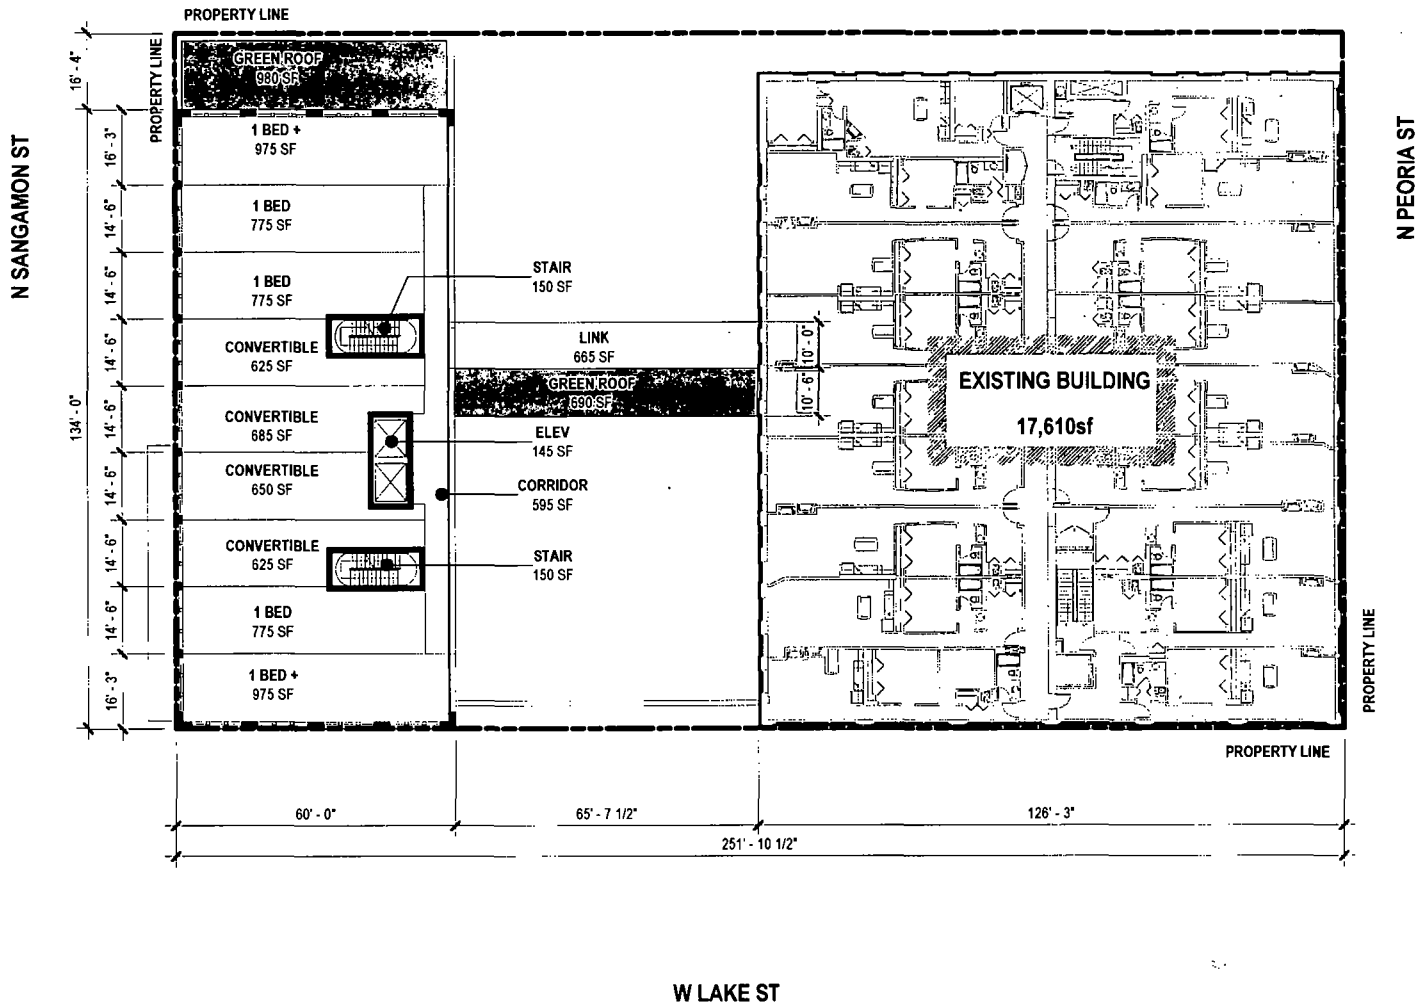 PROPERTY LINE
PROPERTY LINE
16' - 4"
GREEN ROOF
980 SF
N SANGAMON ST
N PEORIA ST
134' - 0"
16' - 3"
14' - 6"
14' - 6"
14' - 6"
14' - 6"
14' - 6"
14' - 6"
14' - 6"
16' - 3"
1 BED +
975 SF
1 BED
775 SF
1 BED
775 SF
CONVERTIBLE
625 SF
CONVERTIBLE
685 SF
CONVERTIBLE
650 SF
CONVERTIBLE
625 SF
1 BED
775 SF
1 BED +
975 SF
STAIR
150 SF
LINK
665 SF
GREEN ROOF
690 SF
10' - 0"
10' - 6"
ELEV
145 SF
CORRIDOR
595 SF
STAIR
150 SF
EXISTING BUILDING
17,610sf
PROPERTY LINE
PROPERTY LINE
60' - 0"
65' - 7 1/2"
126' - 3"
251' - 10 1/2"
W LAKE ST